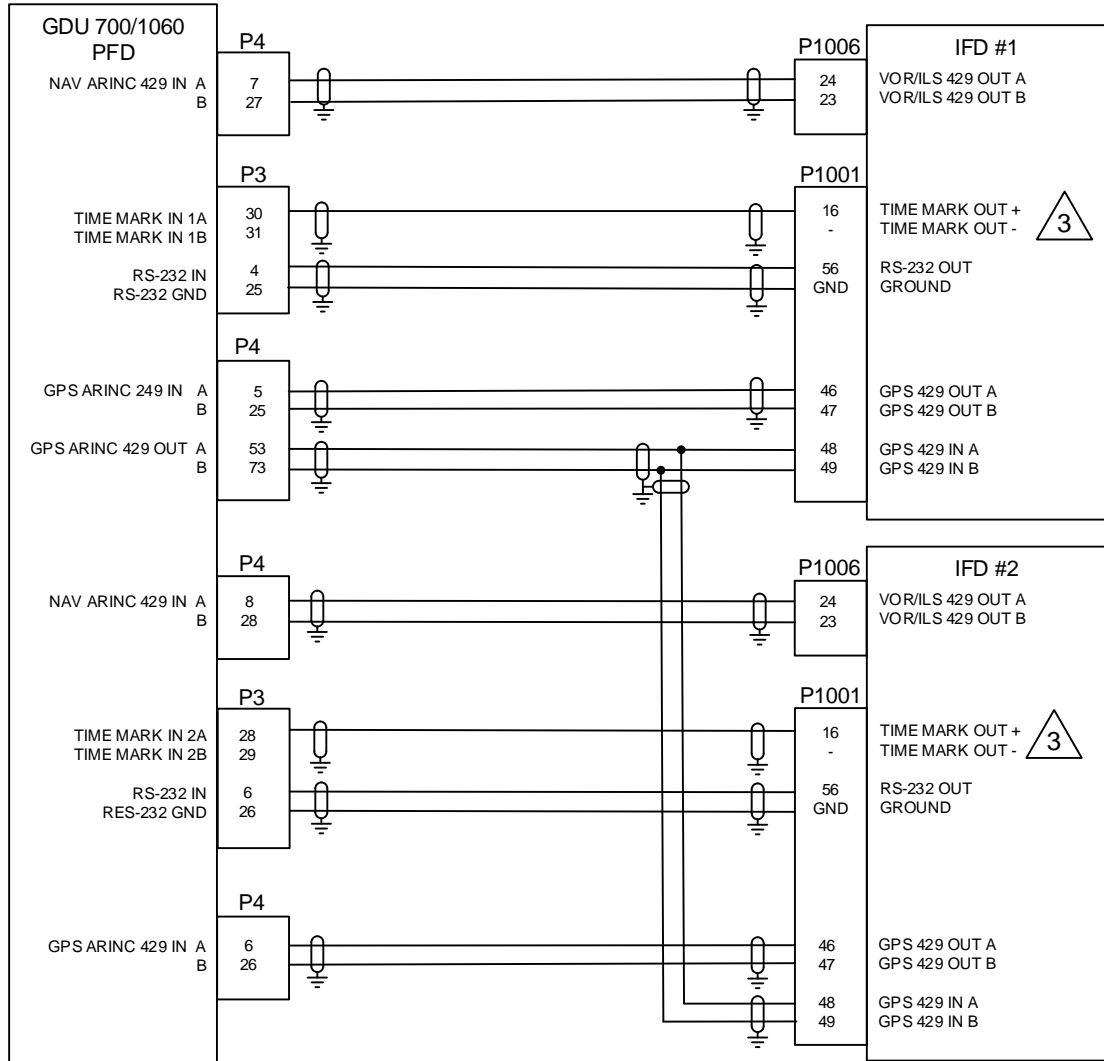 GDU 700/1060
PFD
P4
P1006
IFD #1
NAV ARINC 429 IN A 7 24 VOR/ILS 429 OUT A
B 27 23 VOR/ILS 429 OUT B
P3
P1001
TIME MARK IN 1A 30 16 TIME MARK OUT +
TIME MARK IN 1B 31 - TIME MARK OUT -
3
RS-232 IN 4 56 RS-232 OUT
RS-232 GND 25 GND GROUND
P4
GPS ARINC 249 IN A 5 46 GPS 429 OUT A
B 25 47 GPS 429 OUT B
GPS ARINC 429 OUT A 53 48 GPS 429 IN A
B 73 49 GPS 429 IN B
P4
P1006
IFD #2
NAV ARINC 429 IN A 8 24 VOR/ILS 429 OUT A
B 28 23 VOR/ILS 429 OUT B
P3
P1001
TIME MARK IN 2A 28 16 TIME MARK OUT +
TIME MARK IN 2B 29 - TIME MARK OUT -
3
RS-232 IN 6 56 RS-232 OUT
RES-232 GND 26 GND GROUND
P4
GPS ARINC 429 IN A 6 46 GPS 429 OUT A
B 26 47 GPS 429 OUT B
48 GPS 429 IN A
49 GPS 429 IN B